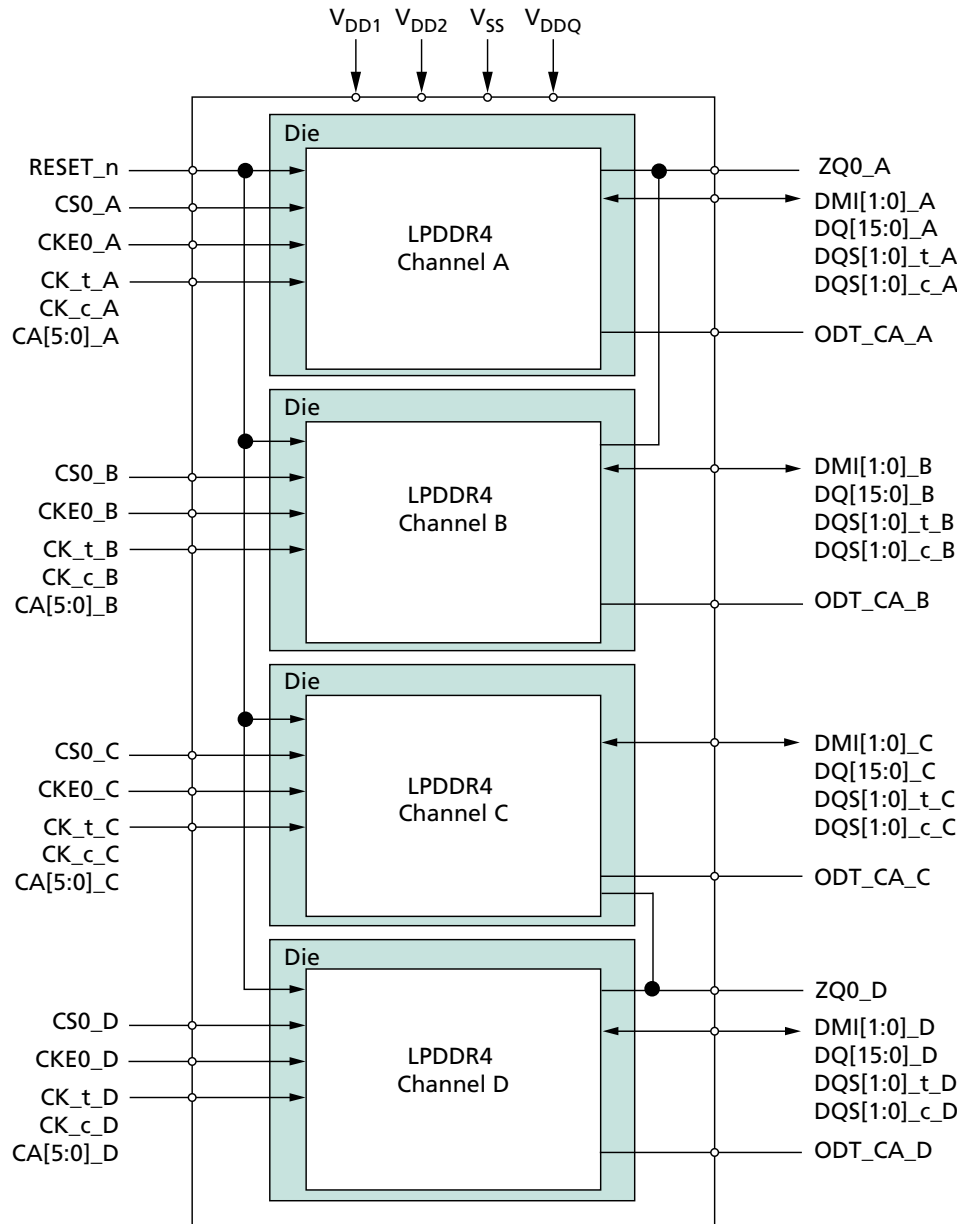 VDD1 VDD2 VSS VDDQ
Die
RESET_n
CS0_A
CKE0_A
CK_t_A
CK_c_A
CA[5:0]_A
LPDDR4
Channel A
ZQ0_A
DMI[1:0]_A
DQ[15:0]_A
DQS[1:0]_t_A
DQS[1:0]_c_A
ODT_CA_A
Die
CS0_B
CKE0_B
CK_t_B
CK_c_B
CA[5:0]_B
LPDDR4
Channel B
DMI[1:0]_B
DQ[15:0]_B
DQS[1:0]_t_B
DQS[1:0]_c_B
ODT_CA_B
Die
CS0_C
CKE0_C
CK_t_C
CK_c_C
CA[5:0]_C
LPDDR4
Channel C
DMI[1:0]_C
DQ[15:0]_C
DQS[1:0]_t_C
DQS[1:0]_c_C
ODT_CA_C
Die
CS0_D
CKE0_D
CK_t_D
CK_c_D
CA[5:0]_D
LPDDR4
Channel D
ZQ0_D
DMI[1:0]_D
DQ[15:0]_D
DQS[1:0]_t_D
DQS[1:0]_c_D
ODT_CA_D